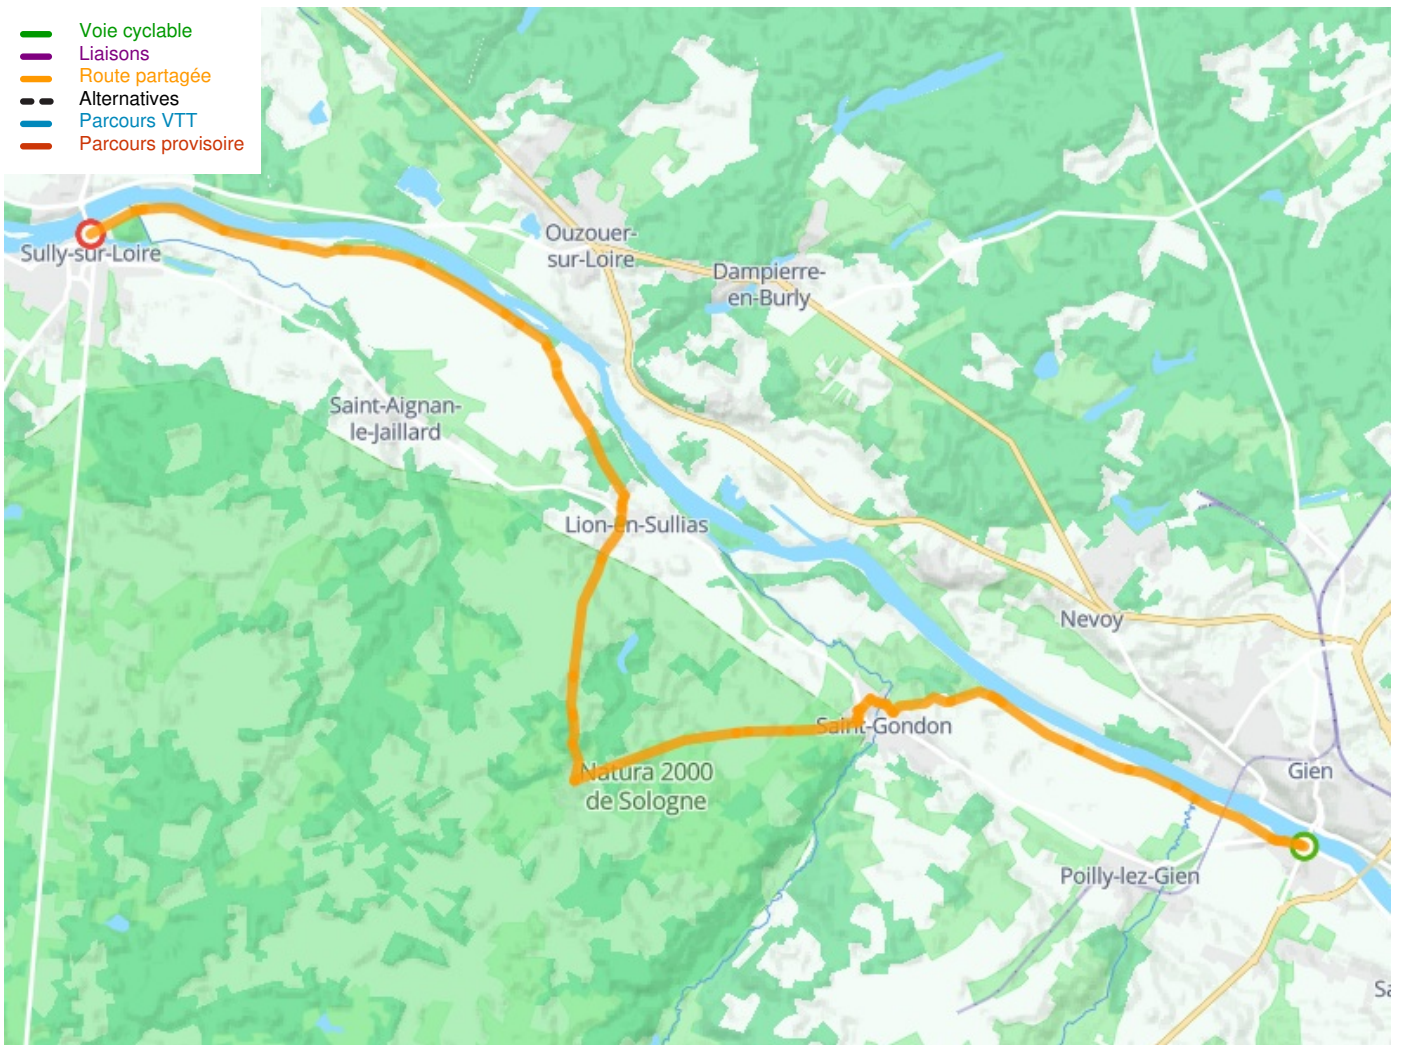 Voie cyclable
Liaisons
Route partagée
Alternatives
Parcours VTT
Parcours provisoire
Sully-sur-Loire
Ouzouer-
sur-Loire
Dampierre-
en-Burly
Saint-Aignan-
le-Jaillard
Lion-en-Sullias
Nevoy
Saint-Gondon
Natura 2000
de Sologne
Gien
Poilly-lez-Gien